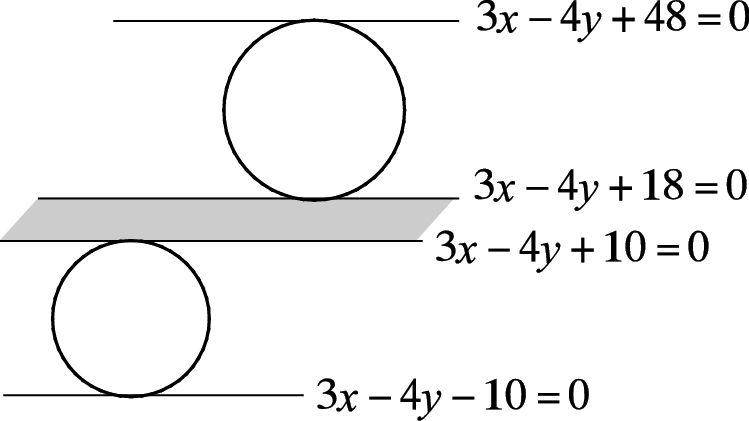 3x − 4y + 48 = 0
3x − 4y + 18 = 0
3x − 4y + 10 = 0
3x − 4y − 10 = 0